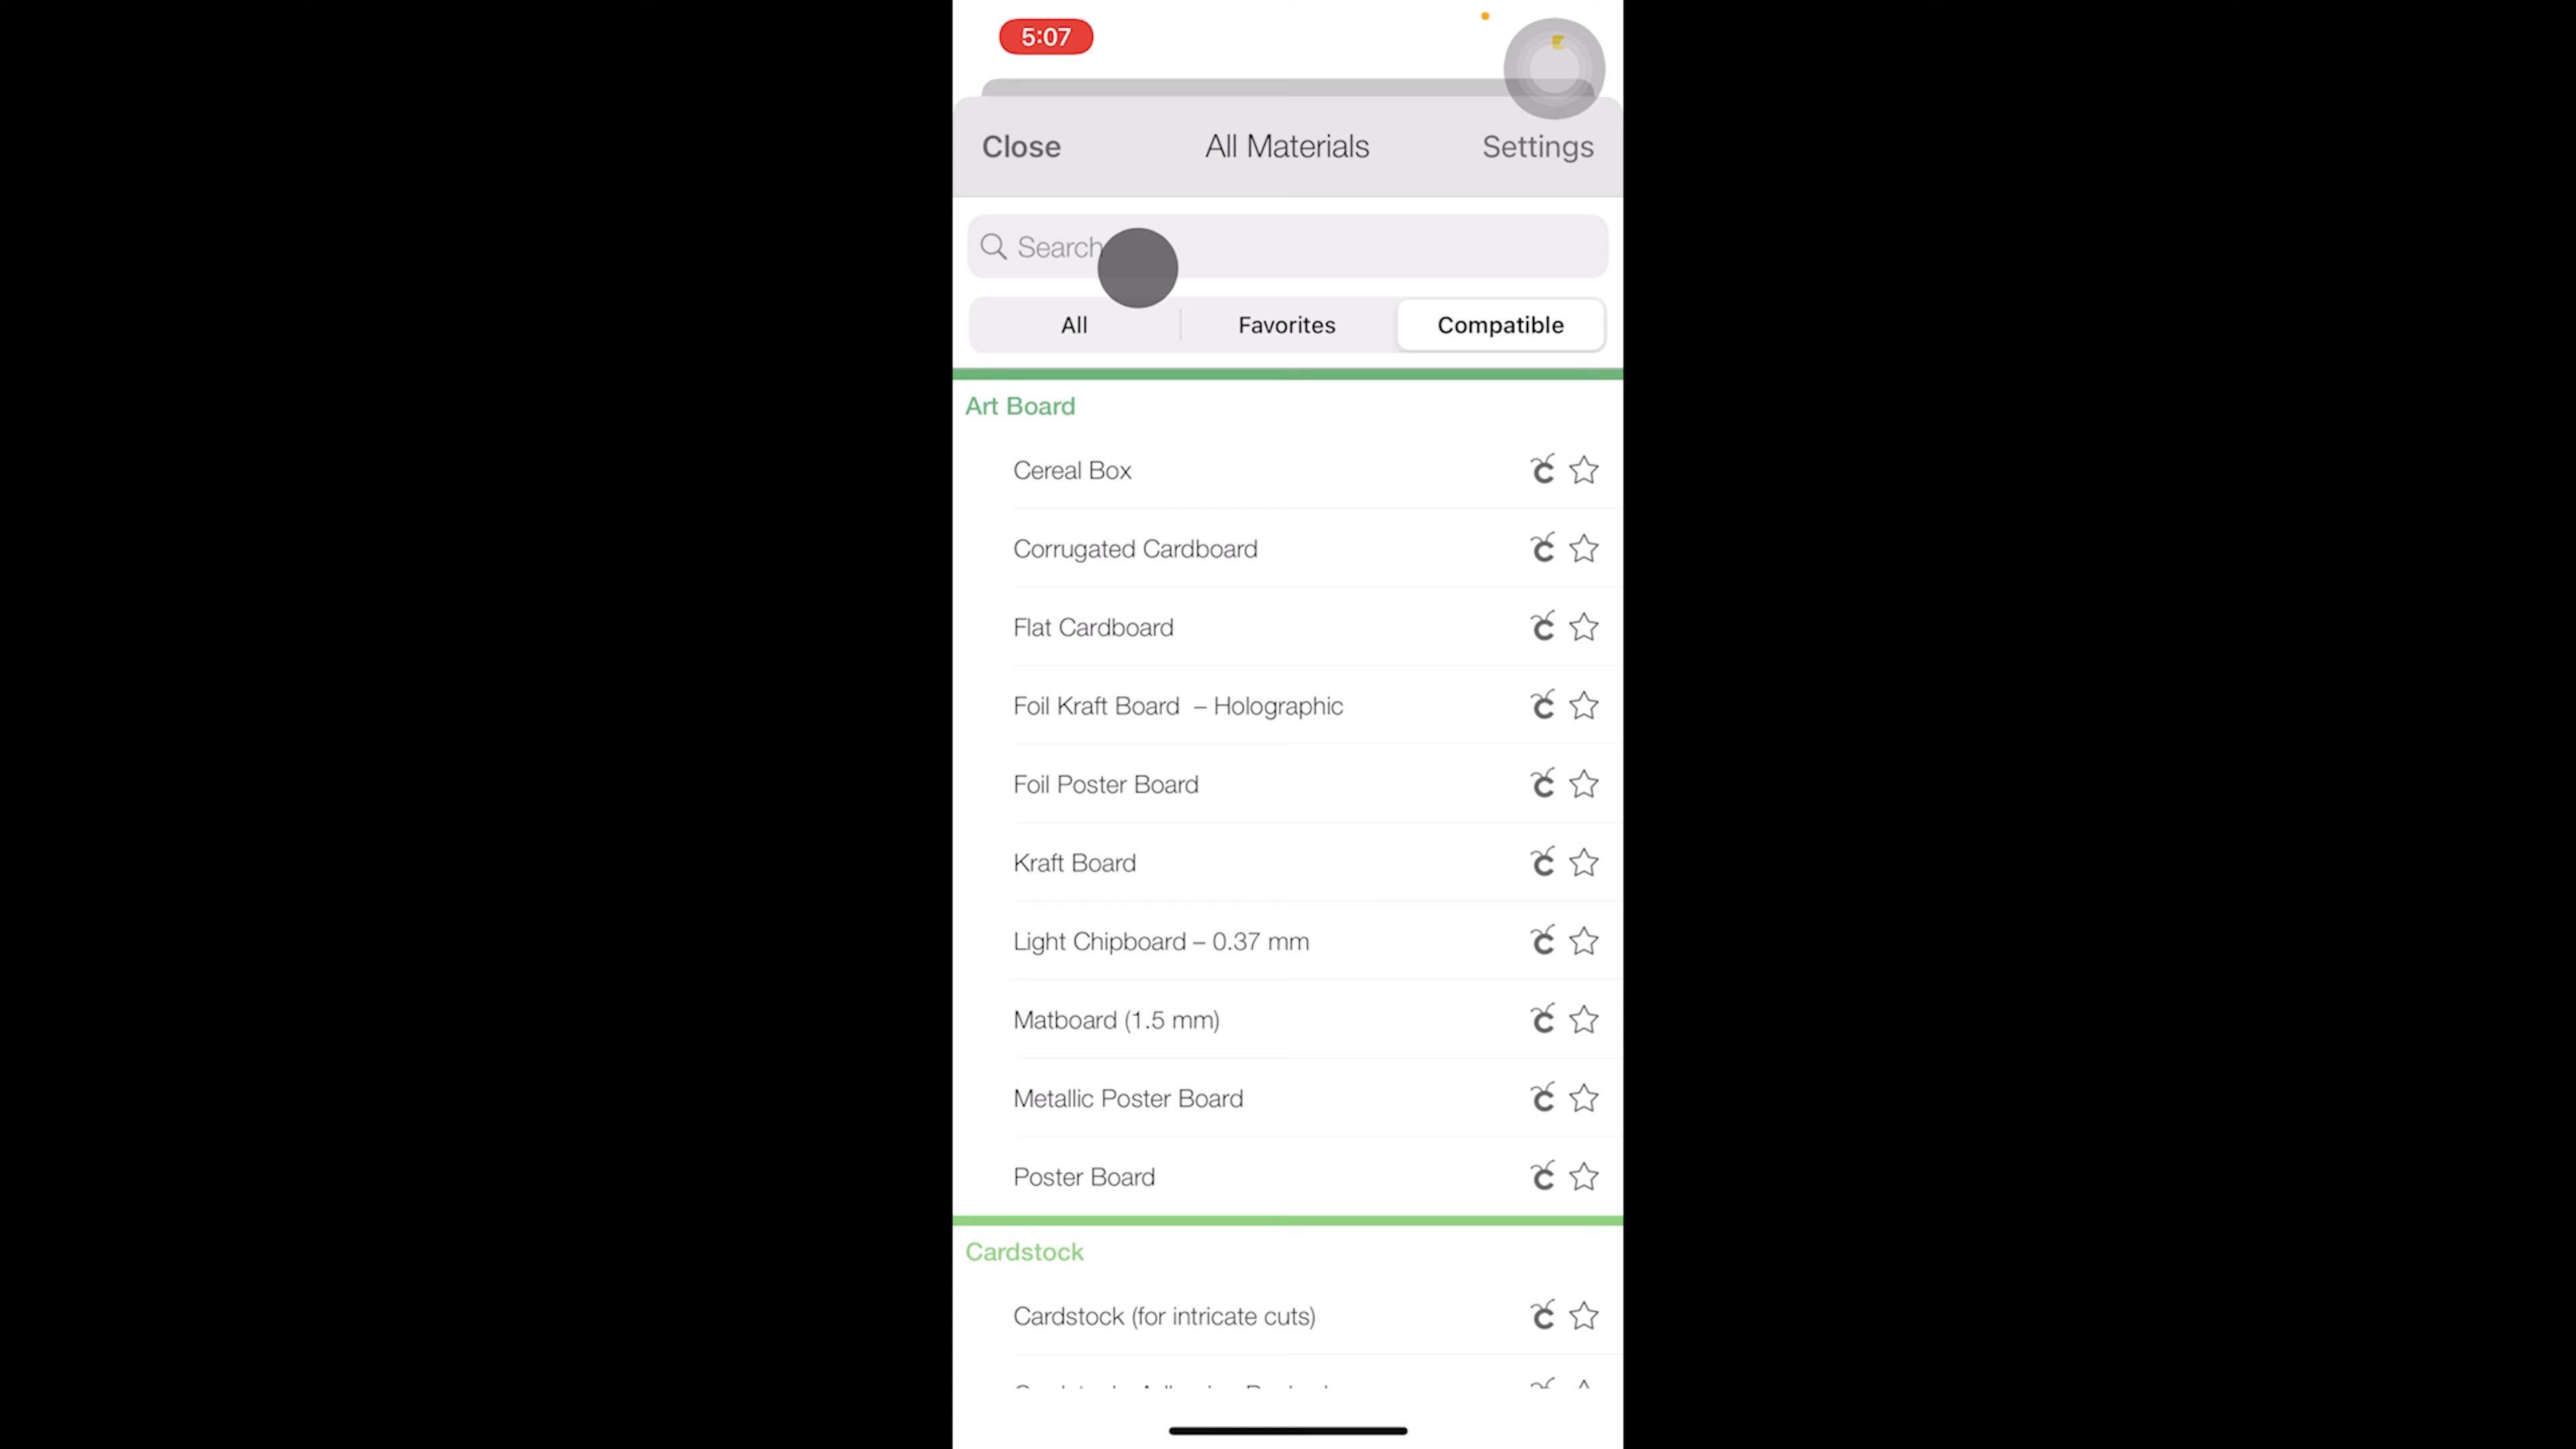 5:07
Close All Materials Settings
Search
All Favorites Compatible
Art Board
Cereal Box
Corrugated Cardboard
Flat Cardboard
Foil Kraft Board – Holographic
Foil Poster Board
Kraft Board
Light Chipboard – 0.37 mm
Matboard (1.5 mm)
Metallic Poster Board
Poster Board
Cardstock
Cardstock (for intricate cuts)